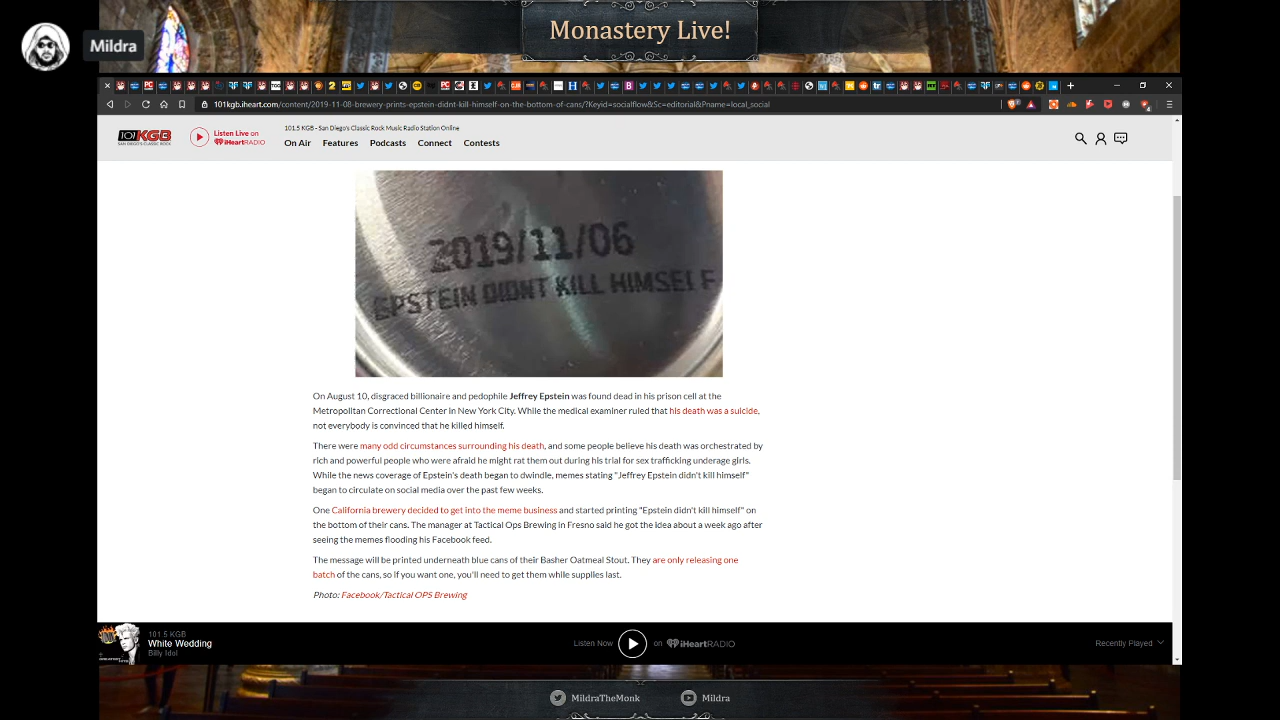 Monastery Live!
Mildra
101kgb.iheart.com/content/2019-11-08-brewery-prints-epstein-didnt-kill-himself-on-the-bottom-of-cans/?Keyid=socialflow&Sc=editorial&Pname=local_social
101.5 KGB - San Diego's Classic Rock Music Radio Station Online
101KGB
SAN DIEGO'S CLASSIC ROCK
Listen Live on
iHeartRADIO
On Air Features Podcasts Connect Contests
2019/11/06
EPSTEIN DIDNT KILL HIMSELF
On August 10, disgraced billionaire and pedophile Jeffrey Epstein was found dead in his prison cell at the
Metropolitan Correctional Center in New York City. While the medical examiner ruled that his death was a suicide,
not everybody is convinced that he killed himself.
There were many odd circumstances surrounding his death, and some people believe his death was orchestrated by
rich and powerful people who were afraid he might rat them out during his trial for sex trafficking underage girls.
While the news coverage of Epstein's death began to dwindle, memes stating "Jeffrey Epstein didn't kill himself"
began to circulate on social media over the past few weeks.
One California brewery decided to get into the meme business and started printing "Epstein didn't kill himself" on
the bottom of their cans. The manager at Tactical Ops Brewing in Fresno said he got the idea about a week ago after
seeing the memes flooding his Facebook feed.
The message will be printed underneath blue cans of their Basher Oatmeal Stout. They are only releasing one
batch of the cans, so if you want one, you'll need to get them while supplies last.
Photo: Facebook/Tactical OPS Brewing
101.5 KGB
White Wedding
Billy Idol
Listen Now on iHeartRADIO
Recently Played
MildraTheMonk Mildra